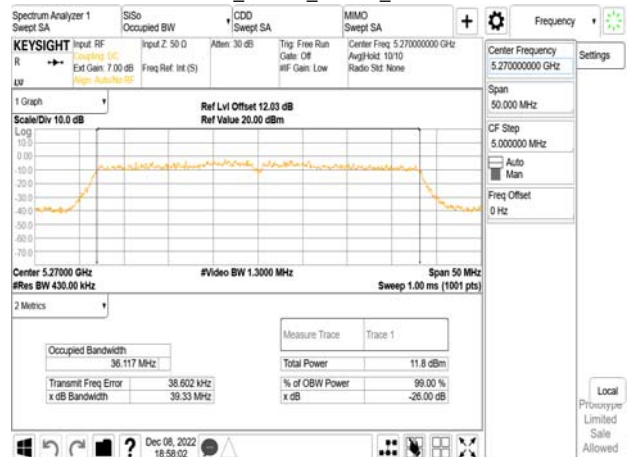 Spectrum Analyzer 1
Swept SA
SiSo
Occupied BW
CDD
Swept SA
MIMO
Swept SA
+
Frequency
KEYSIGHT
R
Input: RF
Coupling: DC
Ext Gain: 7.00 dB
Align: Auto/No RF
Input Z: 50 Ω
Freq Ref: Int (S)
Atten: 30 dB
Trig: Free Run
Gate: Off
#IF Gain: Low
Center Freq: 5.270000000 GHz
Avg|Hold: 10/10
Radio Std: None
Center Frequency
5.270000000 GHz
Settings
Span
50.000 MHz
CF Step
5.000000 MHz
Auto
Man
Freq Offset
0 Hz
1 Graph
Scale/Div 10.0 dB
Ref Lvl Offset 12.03 dB
Ref Value 20.00 dBm
Log
10.0
0.00
-10.0
-20.0
-30.0
-40.0
-50.0
-60.0
-70.0
Center 5.27000 GHz
#Res BW 430.00 kHz
#Video BW 1.3000 MHz
Span 50 MHz
Sweep 1.00 ms (1001 pts)
2 Metrics
Measure Trace
Trace 1
Occupied Bandwidth
36.117 MHz
Total Power
11.8 dBm
Transmit Freq Error
38.602 kHz
% of OBW Power
99.00 %
x dB Bandwidth
39.33 MHz
x dB
-26.00 dB
Local
Prototype
Limited
Sale
Allowed
?
Dec 08, 2022
18:58:02